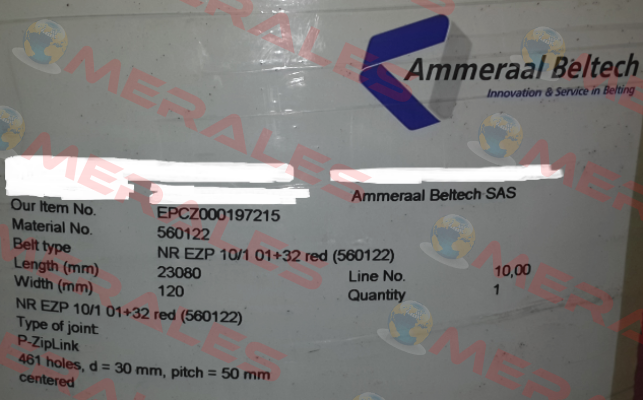 Ammeraal Beltech
Innovation & Service in Belting
Ammeraal Beltech SAS
Our Item No. EPCZ000197215
Material No. 560122
Belt type NR EZP 10/1 01+32 red (560122)
Length (mm) 23080 Line No. 10,00
Width (mm) 120 Quantity 1
NR EZP 10/1 01+32 red (560122)
Type of joint:
P-ZipLink
461 holes, d = 30 mm, pitch = 50 mm
centered
MERALES
MERALES
MERALES
MERALES
MERALES
MERALES